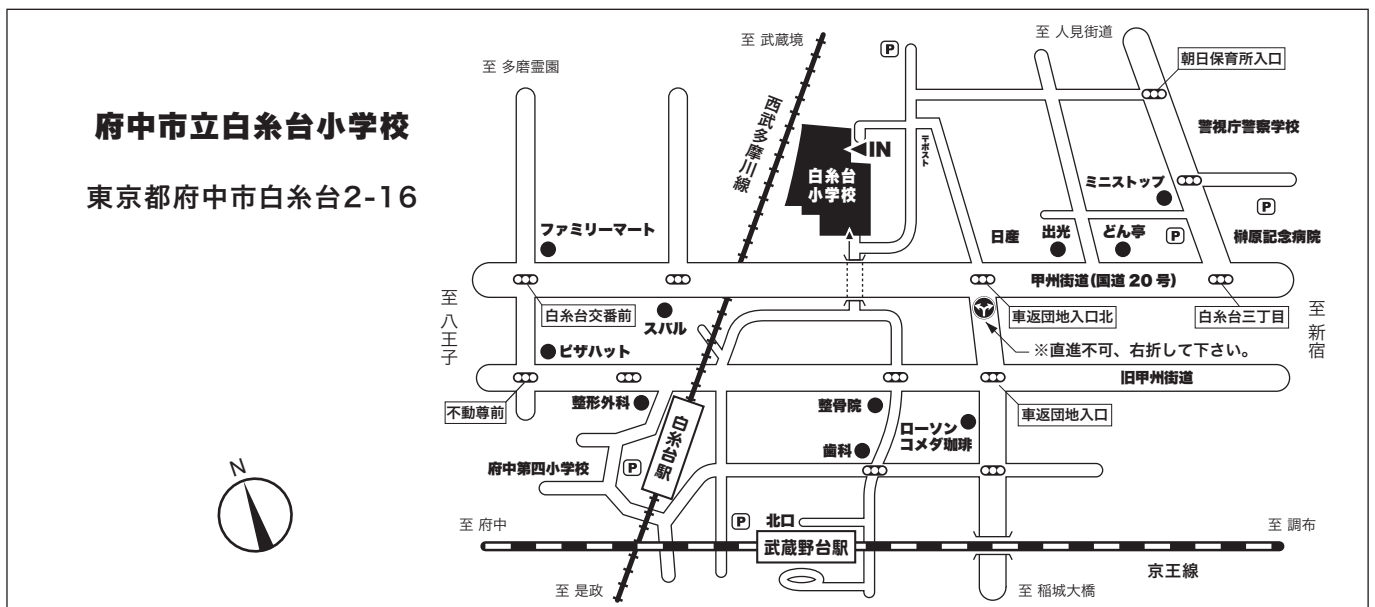 府中市立白糸台小学校
東京都府中市白糸台2-16
至 武蔵境
至 人見街道
至 多磨霊園
P
朝日保育所入口
西武多摩川線
警視庁警察学校
IN
〒ポスト
白糸台
小学校
ミニストップ
P
ファミリーマート
日産
出光
どん亭
P
榊原記念病院
甲州街道(国道20号)
至 八王子
白糸台交番前
スバル
車返団地入口北
白糸台三丁目
至 新宿
ピザハット
※直進不可、右折して下さい。
旧甲州街道
不動尊前
整形外科
整骨院
車返団地入口
白糸台駅
ローソン
コメダ珈琲
歯科
府中第四小学校
P
N
至 府中
P
北口
至 調布
武蔵野台駅
京王線
至 是政
至 稲城大橋